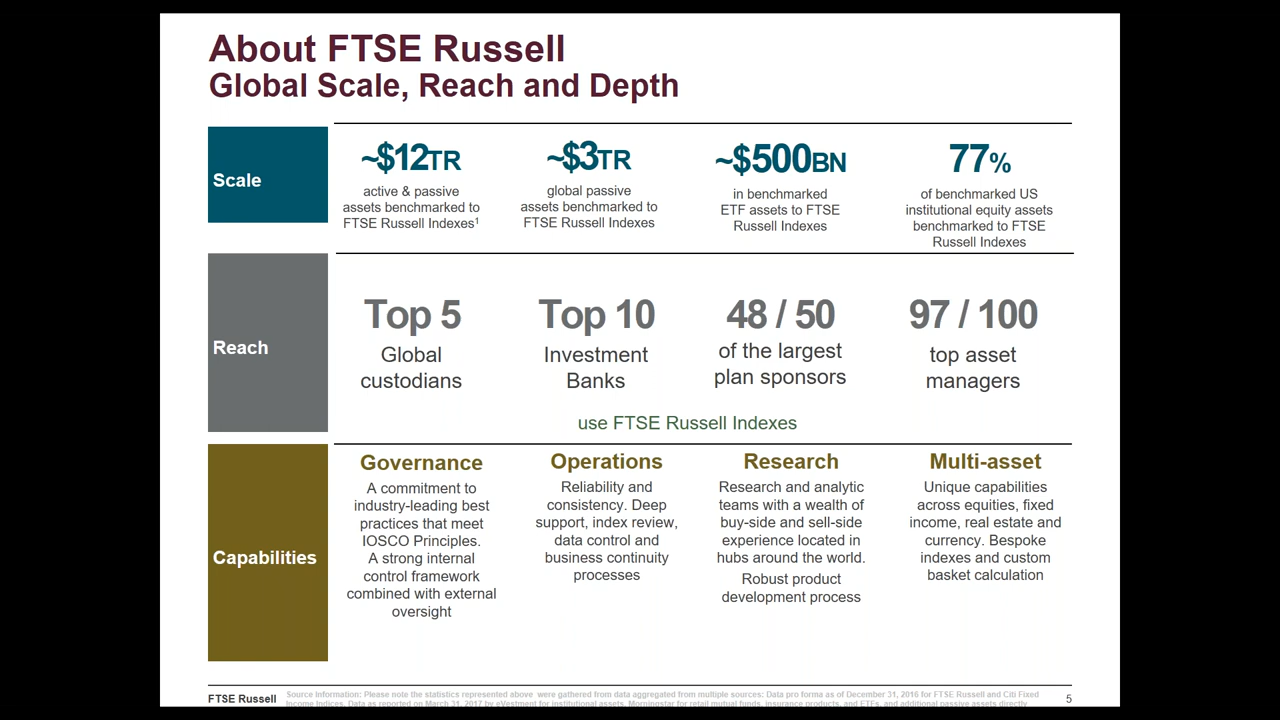 About FTSE Russell
Global Scale, Reach and Depth
Scale
~$12TR
active & passive
assets benchmarked to
FTSE Russell Indexes¹
~$3TR
global passive
assets benchmarked to
FTSE Russell Indexes
~$500BN
in benchmarked
ETF assets to FTSE
Russell Indexes
77%
of benchmarked US
institutional equity assets
benchmarked to FTSE
Russell Indexes
Reach
Top 5
Global
custodians
Top 10
Investment
Banks
48 / 50
of the largest
plan sponsors
97 / 100
top asset
managers
use FTSE Russell Indexes
Capabilities
Governance
A commitment to
industry-leading best
practices that meet
IOSCO Principles.
A strong internal
control framework
combined with external
oversight
Operations
Reliability and
consistency. Deep
support, index review,
data control and
business continuity
processes
Research
Research and analytic
teams with a wealth of
buy-side and sell-side
experience located in
hubs around the world.
Robust product
development process
Multi-asset
Unique capabilities
across equities, fixed
income, real estate and
currency. Bespoke
indexes and custom
basket calculation
FTSE Russell
Source Information: Please note the statistics represented above were gathered from data aggregated from multiple sources: Data pro forma as of December 31, 2016 for FTSE Russell and Citi Fixed
Income Indices. Data as reported on March 31, 2017 by eVestment for institutional assets, Morningstar for retail mutual funds, insurance products, and ETFs, and additional passive assets directly
5